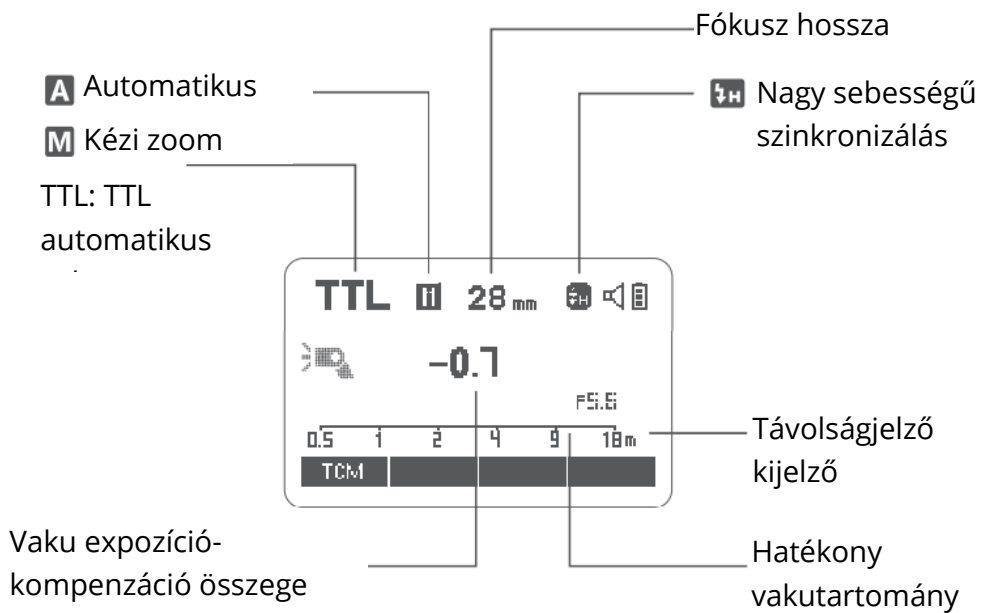 Fókusz hossza
A Automatikus
M Kézi zoom
TTL: TTL
automatikus
H Nagy sebességű
szinkronizálás
TTL 28 mm H
-0.7
F5.6
0.5 1 2 4 9 18 m
TCM
Távolságjelző
kijelző
Vaku expozíció-
kompenzáció összege
Hatékony
vakutartomány